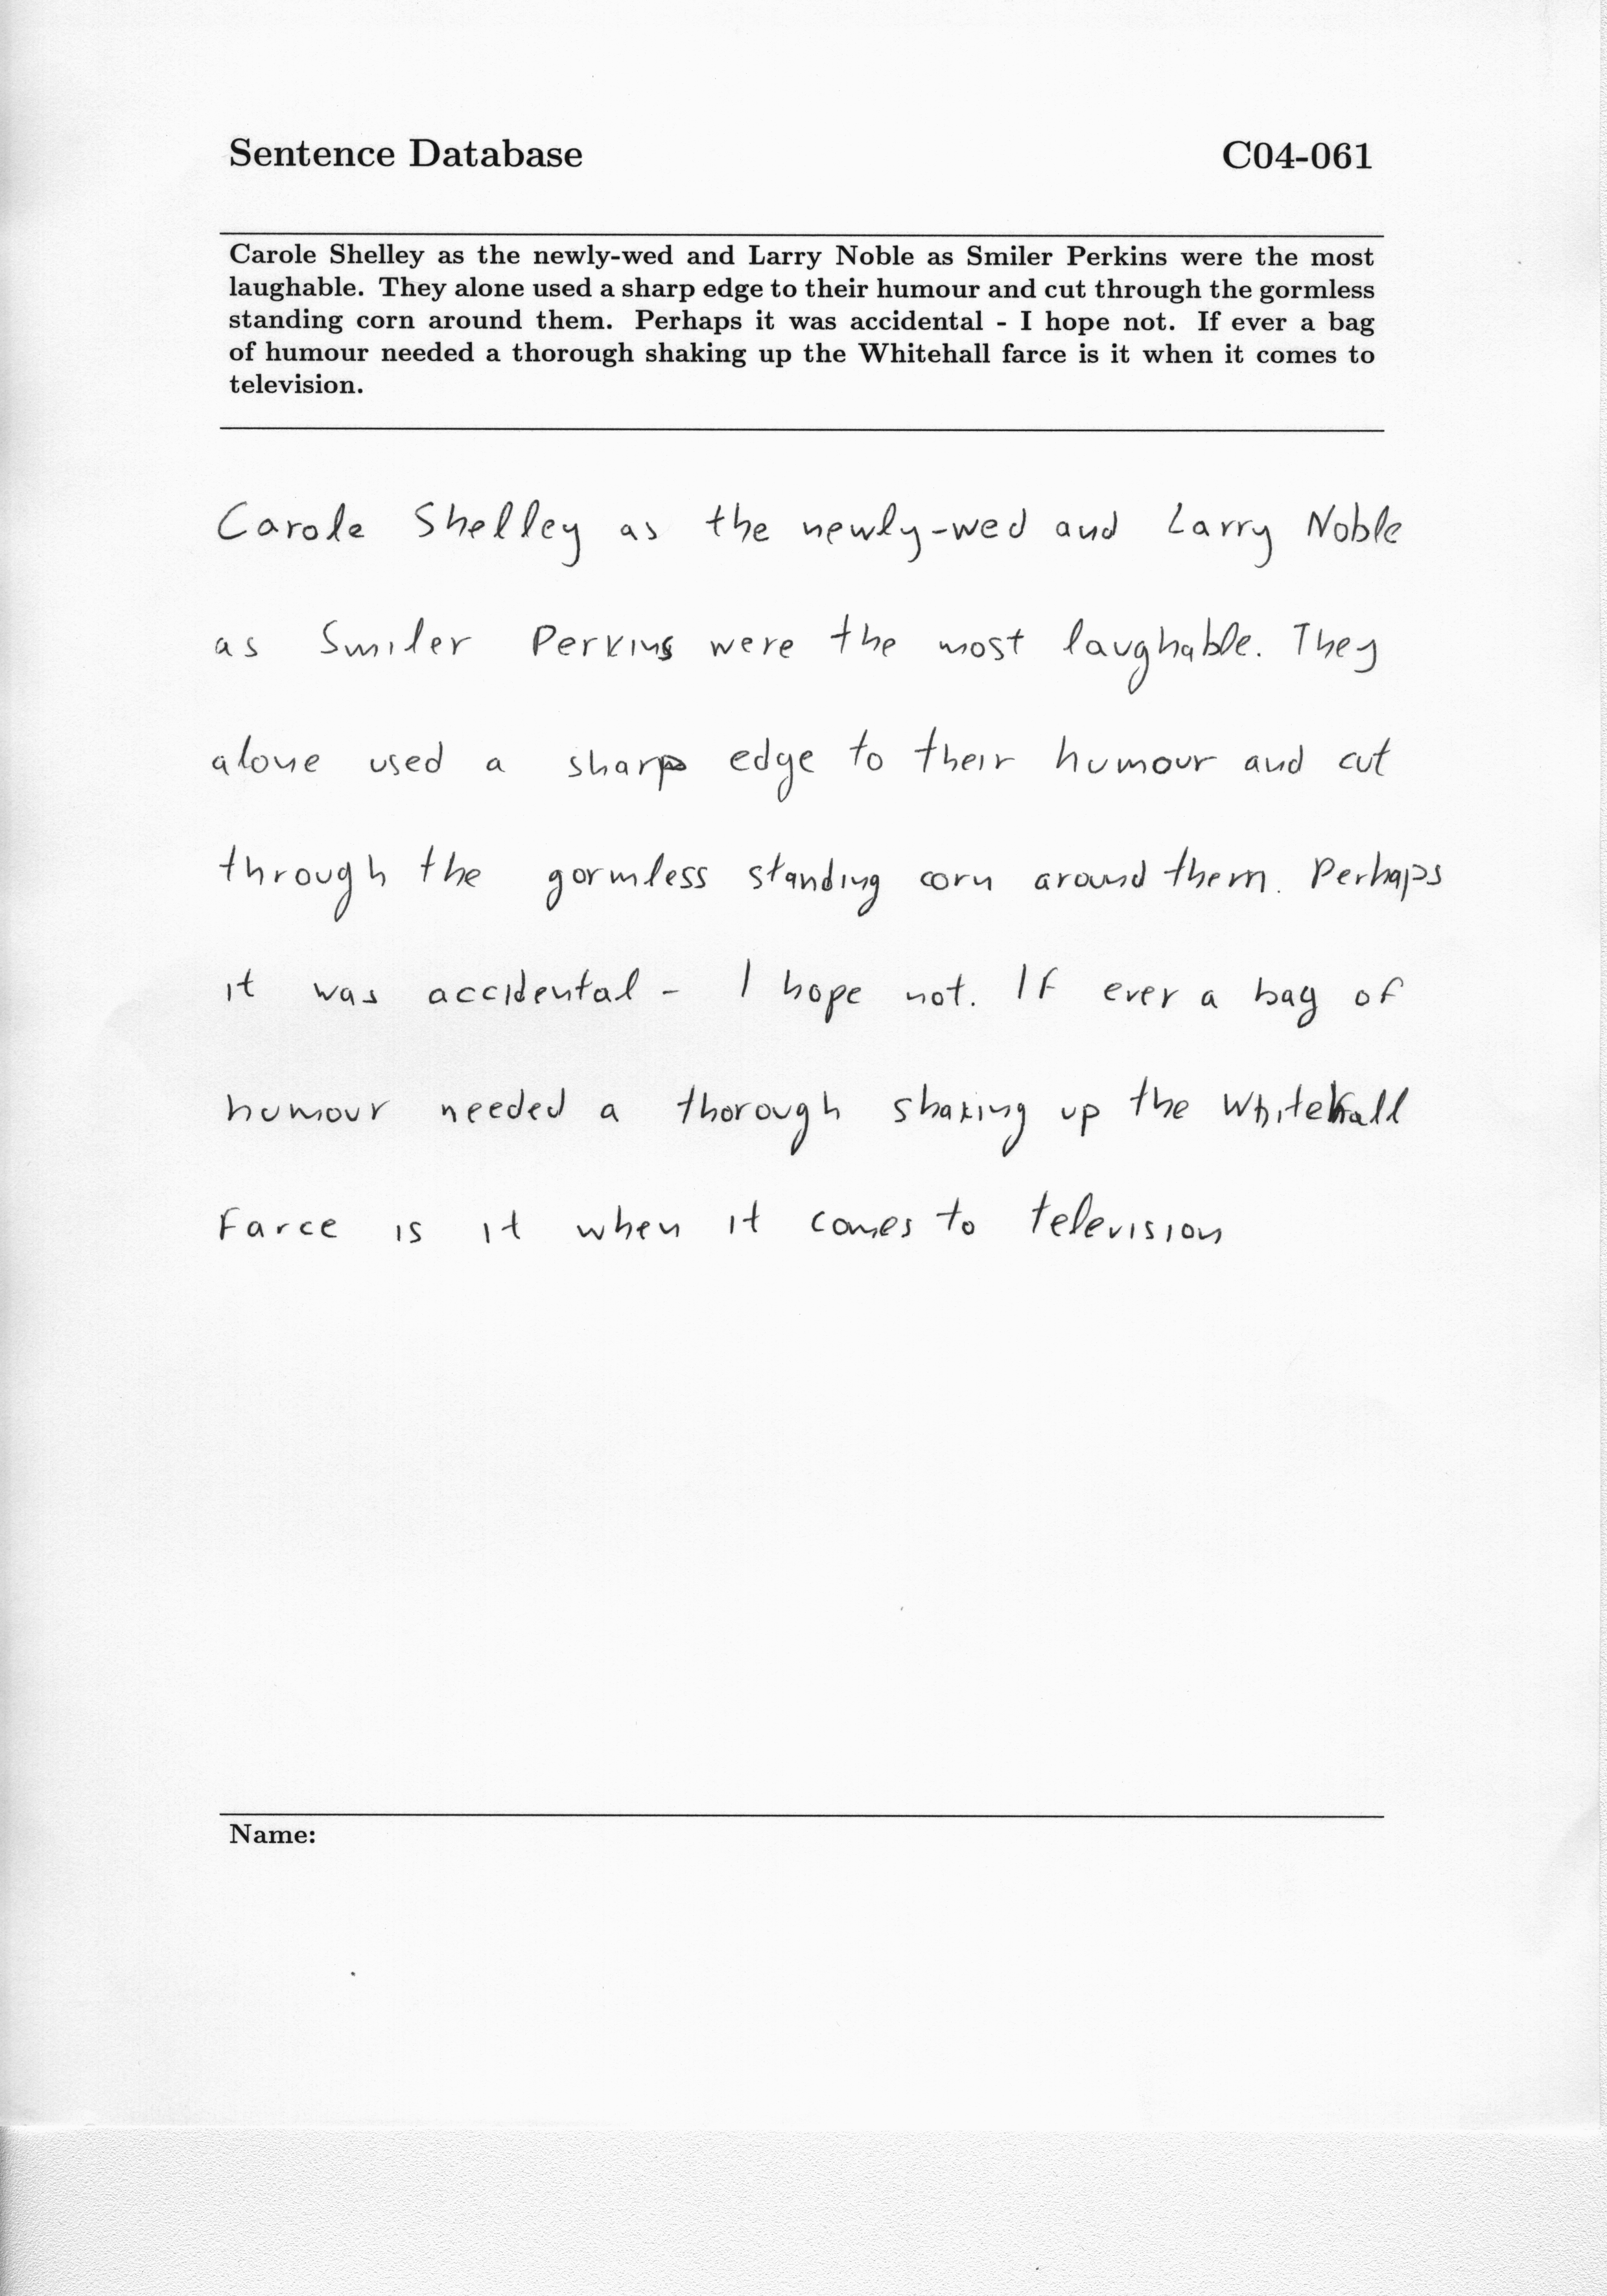 Sentence Database C04-061
Carole Shelley as the newly-wed and Larry Noble as Smiler Perkins were the most
laughable. They alone used a sharp edge to their humour and cut through the gormless
standing corn around them. Perhaps it was accidental - I hope not. If ever a bag
of humour needed a thorough shaking up the Whitehall farce is it when it comes to
television.
Carole Shelley as the newly-wed and Larry Noble
as Smiler Perkins were the most laughable. They
alone used a sharp edge to their humour and cut
through the gormless standing corn around them. Perhaps
it was accidental - I hope not. If ever a bag of
humour needed a thorough shaking up the Whitehall
Farce is it when it comes to television
Name: